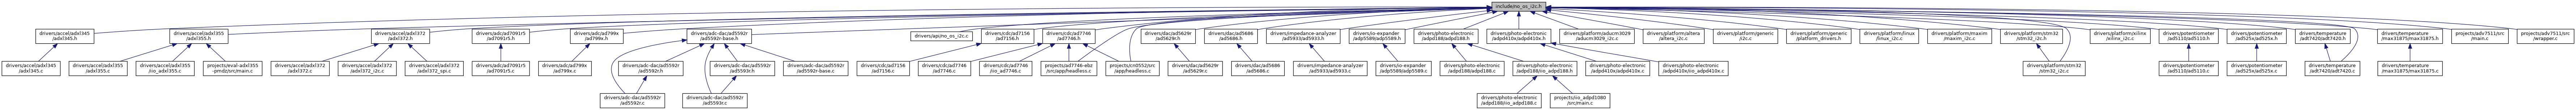 include/no_os_i2c.h
drivers/accel/adxl345
/adxl345.h
drivers/accel/adxl355
/adxl355.h
drivers/accel/adxl372
/adxl372.h
drivers/adc/ad7091r5
/ad7091r5.h
drivers/adc/ad799x
/ad799x.h
drivers/adc-dac/ad5592r
/ad5592r-base.h
drivers/api/no_os_i2c.c
drivers/cdc/ad7156
/ad7156.h
drivers/cdc/ad7746
/ad7746.h
drivers/dac/ad5629r
/ad5629r.h
drivers/dac/ad5686
/ad5686.h
drivers/impedance-analyzer
/ad5933/ad5933.h
drivers/io-expander
/adp5589/adp5589.h
drivers/photo-electronic
/adpd188/adpd188.h
drivers/photo-electronic
/adpd410x/adpd410x.h
drivers/platform/aducm3029
/aducm3029_i2c.c
drivers/platform/altera
/altera_i2c.c
drivers/platform/generic
/i2c.c
drivers/platform/generic
/platform_drivers.h
drivers/platform/linux
/linux_i2c.c
drivers/platform/maxim
/maxim_i2c.c
drivers/platform/stm32
/stm32_i2c.h
drivers/platform/xilinx
/xilinx_i2c.c
drivers/potentiometer
/ad5110/ad5110.h
drivers/potentiometer
/ad525x/ad525x.h
drivers/temperature
/adt7420/adt7420.h
drivers/temperature
/max31875/max31875.h
projects/adv7511/src
/main.c
projects/adv7511/src
/wrapper.c
drivers/accel/adxl345
/adxl345.c
drivers/accel/adxl355
/adxl355.c
drivers/accel/adxl355
/iio_adxl355.c
projects/eval-adxl355
-pmdz/src/main.c
drivers/accel/adxl372
/adxl372.c
drivers/accel/adxl372
/adxl372_i2c.c
drivers/accel/adxl372
/adxl372_spi.c
drivers/adc/ad7091r5
/ad7091r5.c
drivers/adc/ad799x
/ad799x.c
drivers/adc-dac/ad5592r
/ad5592r.h
drivers/adc-dac/ad5592r
/ad5593r.h
drivers/adc-dac/ad5592r
/ad5592r-base.c
drivers/cdc/ad7156
/ad7156.c
drivers/cdc/ad7746
/ad7746.c
drivers/cdc/ad7746
/iio_ad7746.c
projects/ad7746-ebz
/src/app/headless.c
projects/cn0552/src
/app/headless.c
drivers/dac/ad5629r
/ad5629r.c
drivers/dac/ad5686
/ad5686.c
drivers/impedance-analyzer
/ad5933/ad5933.c
drivers/io-expander
/adp5589/adp5589.c
drivers/photo-electronic
/adpd188/adpd188.c
drivers/photo-electronic
/adpd188/iio_adpd188.h
drivers/photo-electronic
/adpd410x/adpd410x.c
drivers/photo-electronic
/adpd410x/iio_adpd410x.c
drivers/platform/stm32
/stm32_i2c.c
drivers/potentiometer
/ad5110/ad5110.c
drivers/potentiometer
/ad525x/ad525x.c
drivers/temperature
/adt7420/adt7420.c
drivers/temperature
/max31875/max31875.c
drivers/adc-dac/ad5592r
/ad5592r.c
drivers/adc-dac/ad5592r
/ad5593r.c
drivers/photo-electronic
/adpd188/iio_adpd188.c
projects/iio_adpd1080
/src/main.c